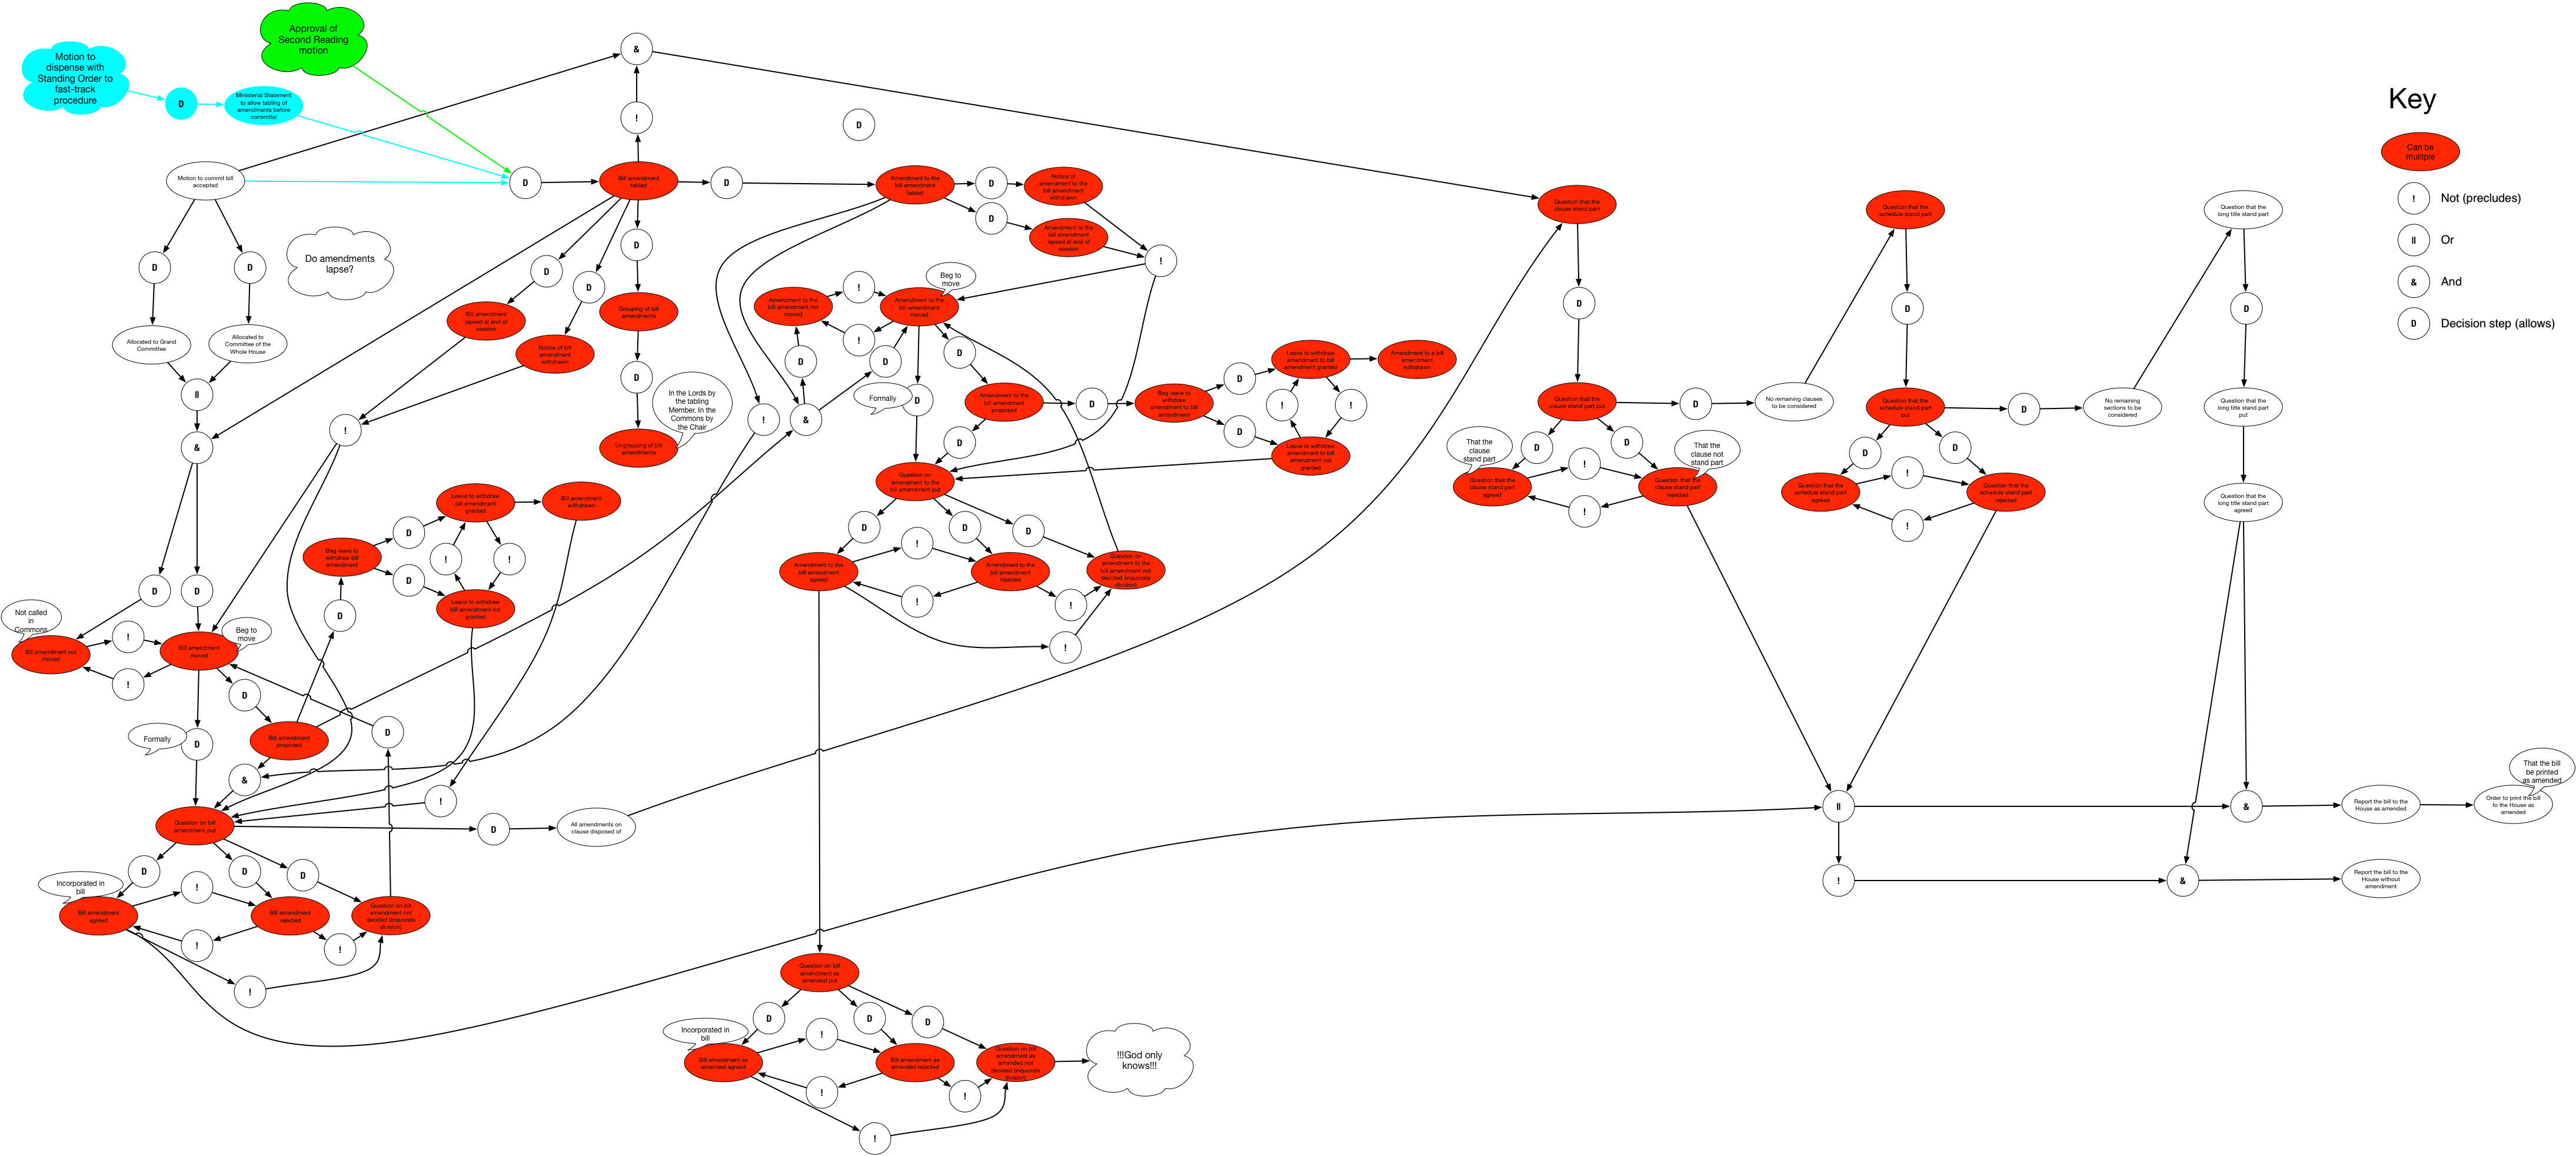 Approval of
Second Reading
motion
Motion to
dispense with
Standing Order to
fast-track
procedure
D
Ministerial Statement
to allow tabling of
amendments before
committal
&
!
D
Key
Can be
mulitple
!
Not (precludes)
||
Or
&
And
D
Decision step (allows)
Motion to commit bill
accepted
D
Bill amendment
tabled
D
Amendment to the
bill amendment
tabled
D
Notice of
amendment to the
bill amendment
withdrawn
D
Amendment to the
bill amendment
lapsed at end of
session
!
Question that the
clause stand part
Question that the
schedule stand part
Question that the
long title stand part
D
D
Do amendments
lapse?
D
D
D
Allocated to Grand
Committee
Allocated to
Committee of the
Whole House
||
&
Bill amendment
lapsed at end of
session
Notice of bill
amendment
withdrawn
Grouping of bill
amendments
D
Ungrouping of bill
amendments
In the Lords by
the tabling
Member. In the
Commons by
the Chair
!
!
&
Amendment to the
bill amendment not
moved
!
!
Amendment to the
bill amendment
moved
Beg to
move
D
D
D
Formally
D
Amendment to the
bill amendment
proposed
D
D
Beg leave to
withdraw
amendment to bill
amendment
D
D
Leave to withdraw
amendment to bill
amendment granted
Amendment to a bill
amendment
withdrawn
!
!
Leave to withdraw
amendment to bill
amendment not
granted
Question on
amendment to the
bill amendment put
D
D
D
Amendment to the
bill amendment
agreed
!
!
Amendment to the
bill amendment
rejected
!
!
Question on
amendment to the
bill amendment not
decided (inquorate
division)
D
Question that the
clause stand part put
D
No remaining clauses
to be considered
D
D
That the
clause
stand part
That the
clause not
stand part
Question that the
clause stand part
agreed
!
!
Question that the
clause stand part
rejected
D
Question that the
schedule stand part
put
D
No remaining
sections to be
considered
D
D
Question that the
schedule stand part
agreed
!
!
Question that the
schedule stand part
rejected
D
Question that the
long title stand part
put
Question that the
long title stand part
agreed
D
D
Not called
in
Commons
Bill amendment not
moved
!
!
Bill amendment
moved
Beg to
move
D
D
Formally
Bill amendment
proposed
D
Beg leave to
withdraw bill
amendment
D
D
Leave to withdraw
bill amendment
granted
Bill amendment
withdrawn
!
!
Leave to withdraw
bill amendment not
granted
D
&
!
Question on bill
amendment put
D
All amendments on
clause disposed of
D
D
D
Incorporated in
bill
Bill amendment
agreed
!
!
Bill amendment
rejected
!
!
Question on bill
amendment not
decided (inquorate
division)
Question on bill
amendment as
amended put
D
D
D
Incorporated in
bill
Bill amendment as
amended agreed
!
!
Bill amendment as
amended rejected
!
!
Question on bill
amendment as
amended not
decided (inquorate
division)
!!!God only
knows!!!
||
!
&
&
Report the bill to the
House as amended
That the bill
be printed
as amended
Order to print the bill
to the House as
amended
Report the bill to the
House without
amendment